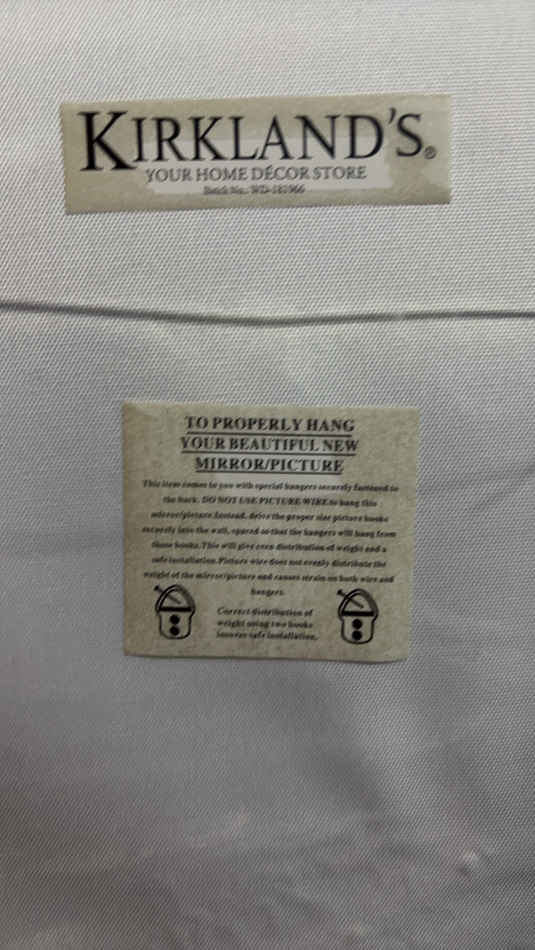 KIRKLAND'S®
YOUR HOME DÉCOR STORE
Batch No.: WD-181966
TO PROPERLY HANG
YOUR BEAUTIFUL NEW
MIRROR/PICTURE
This item comes to you with special hangers securely fastened to
the back. DO NOT USE PICTURE WIRE to hang this
mirror/picture. Instead, drive the proper size picture hooks
securely into the wall, spaced so that the hangers will hang from
these hooks. This will give even distribution of weight and a
safe installation. Picture wire does not evenly distribute the
weight of the mirror/picture and causes strain on both wire and
hangers.
Correct distribution of
weight using two hooks
insures safe installation.